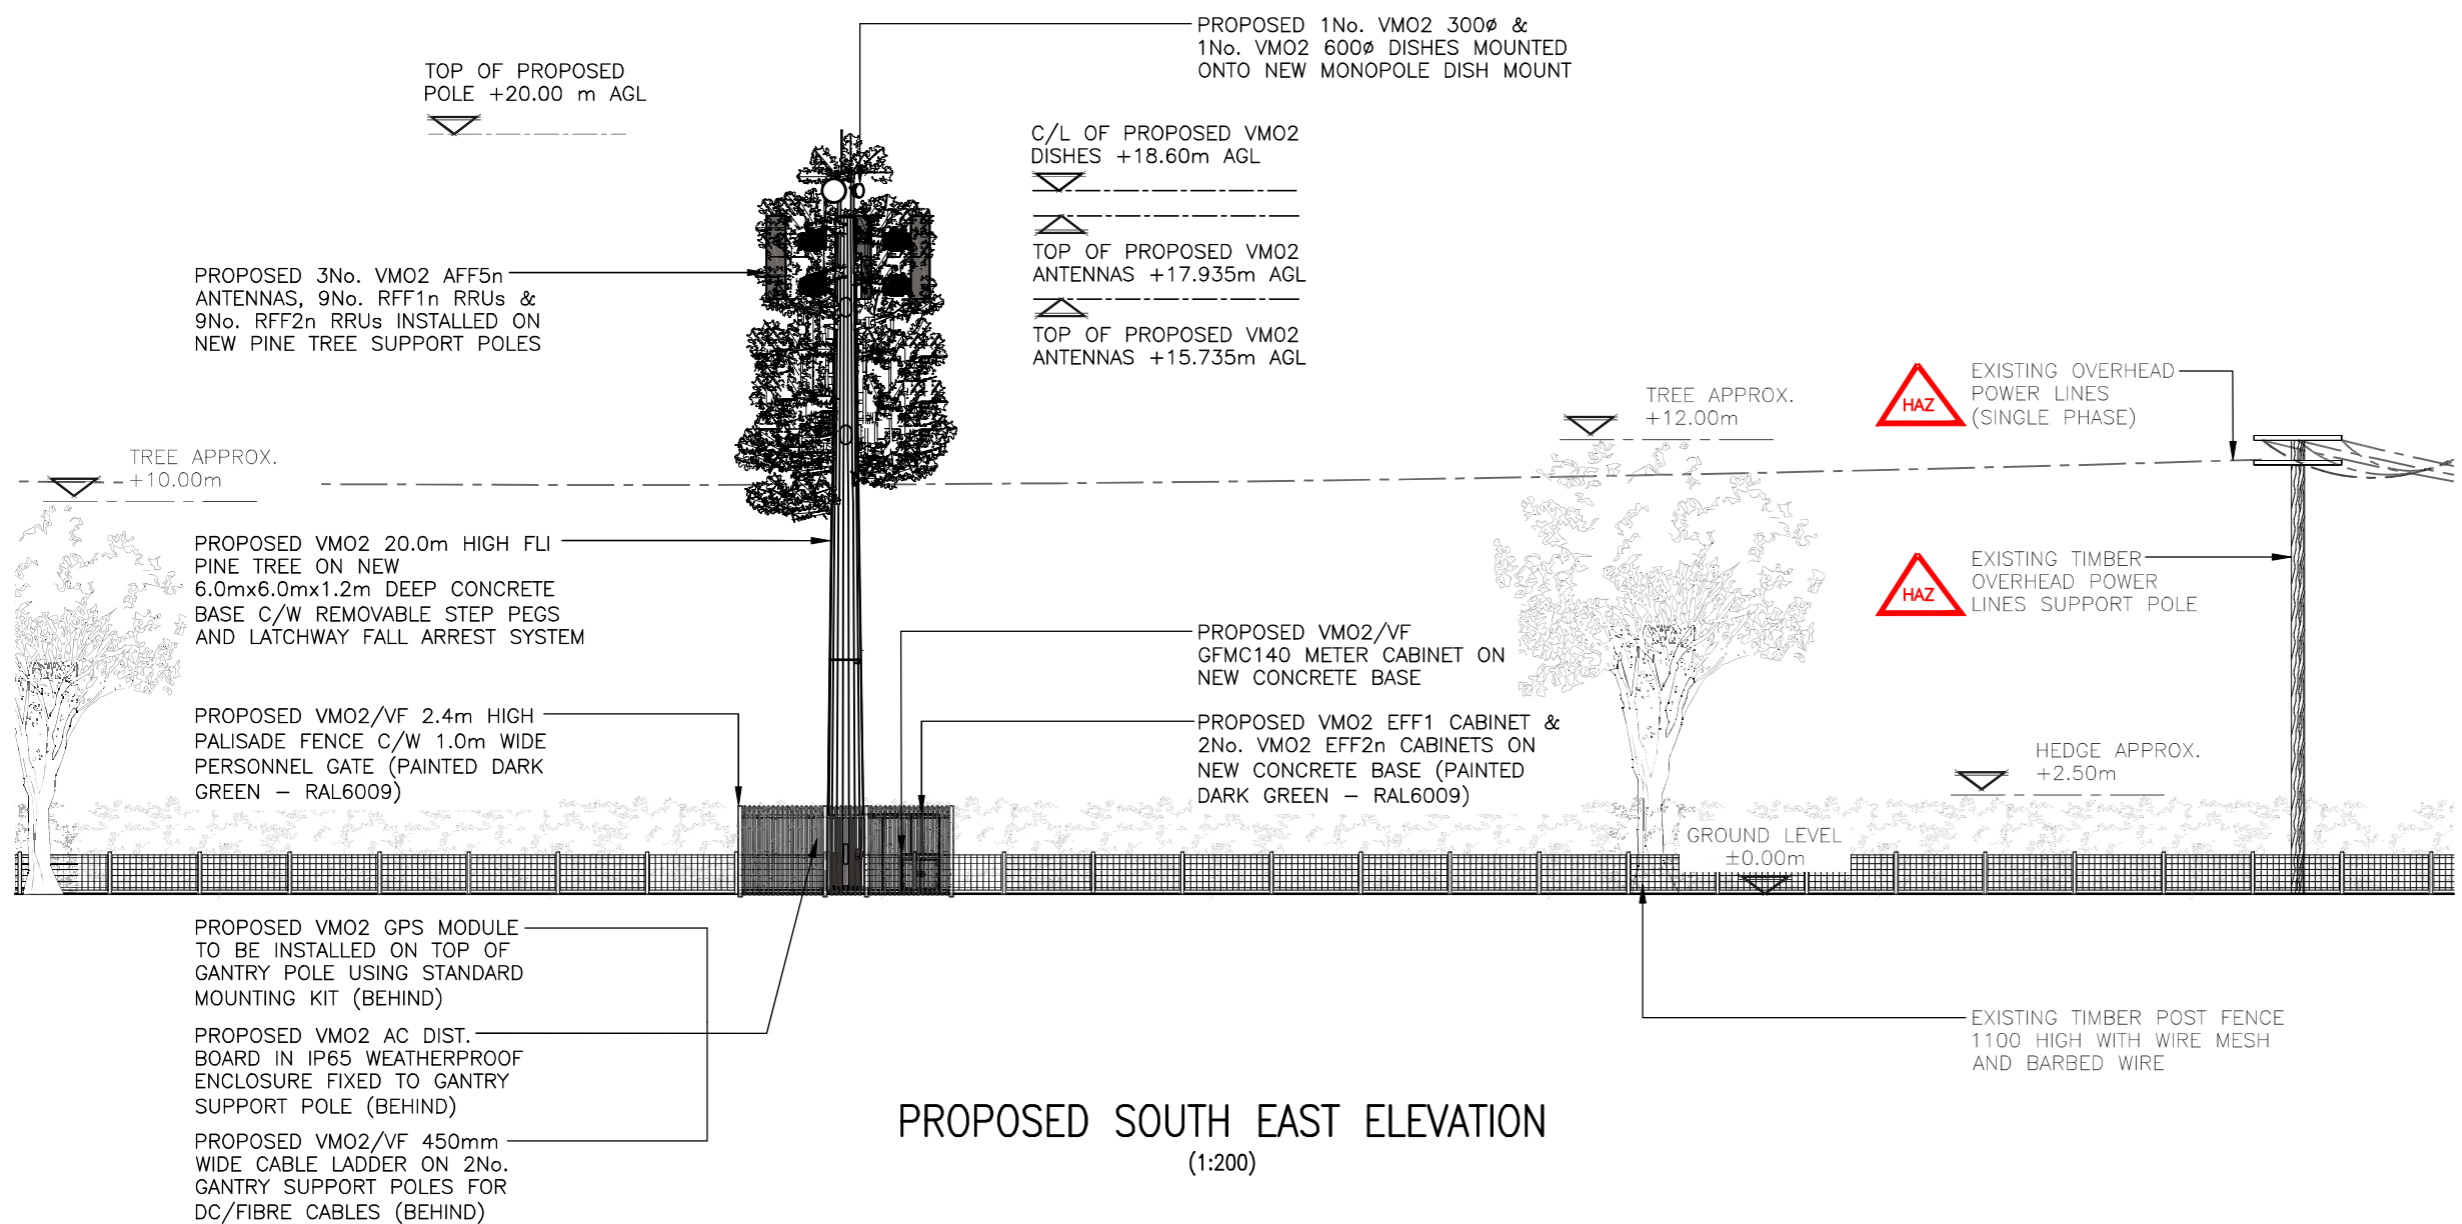 PROPOSED 1No. VMO2 300ø &
1No. VMO2 600ø DISHES MOUNTED
ONTO NEW MONOPOLE DISH MOUNT
TOP OF PROPOSED
POLE +20.00 m AGL
C/L OF PROPOSED VMO2
DISHES +18.60m AGL
TOP OF PROPOSED VMO2
ANTENNAS +17.935m AGL
TOP OF PROPOSED VMO2
ANTENNAS +15.735m AGL
PROPOSED 3No. VMO2 AFF5n
ANTENNAS, 9No. RFF1n RRUs &
9No. RFF2n RRUs INSTALLED ON
NEW PINE TREE SUPPORT POLES
TREE APPROX.
+12.00m
HAZ
EXISTING OVERHEAD
POWER LINES
(SINGLE PHASE)
TREE APPROX.
+10.00m
PROPOSED VMO2 20.0m HIGH FLI
PINE TREE ON NEW
6.0mx6.0mx1.2m DEEP CONCRETE
BASE C/W REMOVABLE STEP PEGS
AND LATCHWAY FALL ARREST SYSTEM
HAZ
EXISTING TIMBER
OVERHEAD POWER
LINES SUPPORT POLE
PROPOSED VMO2/VF
GFMC140 METER CABINET ON
NEW CONCRETE BASE
PROPOSED VMO2/VF 2.4m HIGH
PALISADE FENCE C/W 1.0m WIDE
PERSONNEL GATE (PAINTED DARK
GREEN – RAL6009)
PROPOSED VMO2 EFF1 CABINET &
2No. VMO2 EFF2n CABINETS ON
NEW CONCRETE BASE (PAINTED
DARK GREEN – RAL6009)
HEDGE APPROX.
+2.50m
GROUND LEVEL
±0.00m
PROPOSED VMO2 GPS MODULE
TO BE INSTALLED ON TOP OF
GANTRY POLE USING STANDARD
MOUNTING KIT (BEHIND)
PROPOSED VMO2 AC DIST.
BOARD IN IP65 WEATHERPROOF
ENCLOSURE FIXED TO GANTRY
SUPPORT POLE (BEHIND)
PROPOSED VMO2/VF 450mm
WIDE CABLE LADDER ON 2No.
GANTRY SUPPORT POLES FOR
DC/FIBRE CABLES (BEHIND)
EXISTING TIMBER POST FENCE
1100 HIGH WITH WIRE MESH
AND BARBED WIRE
PROPOSED SOUTH EAST ELEVATION
(1:200)